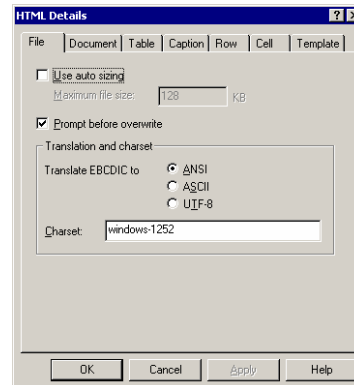 HTML Details
File Document Table Caption Row Cell Template
Use auto sizing
Maximum file size: 128 KB
Prompt before overwrite
Translation and charset
Translate EBCDIC to ANSI
ASCII
UTF-8
Charset: windows-1252
OK Cancel Apply Help